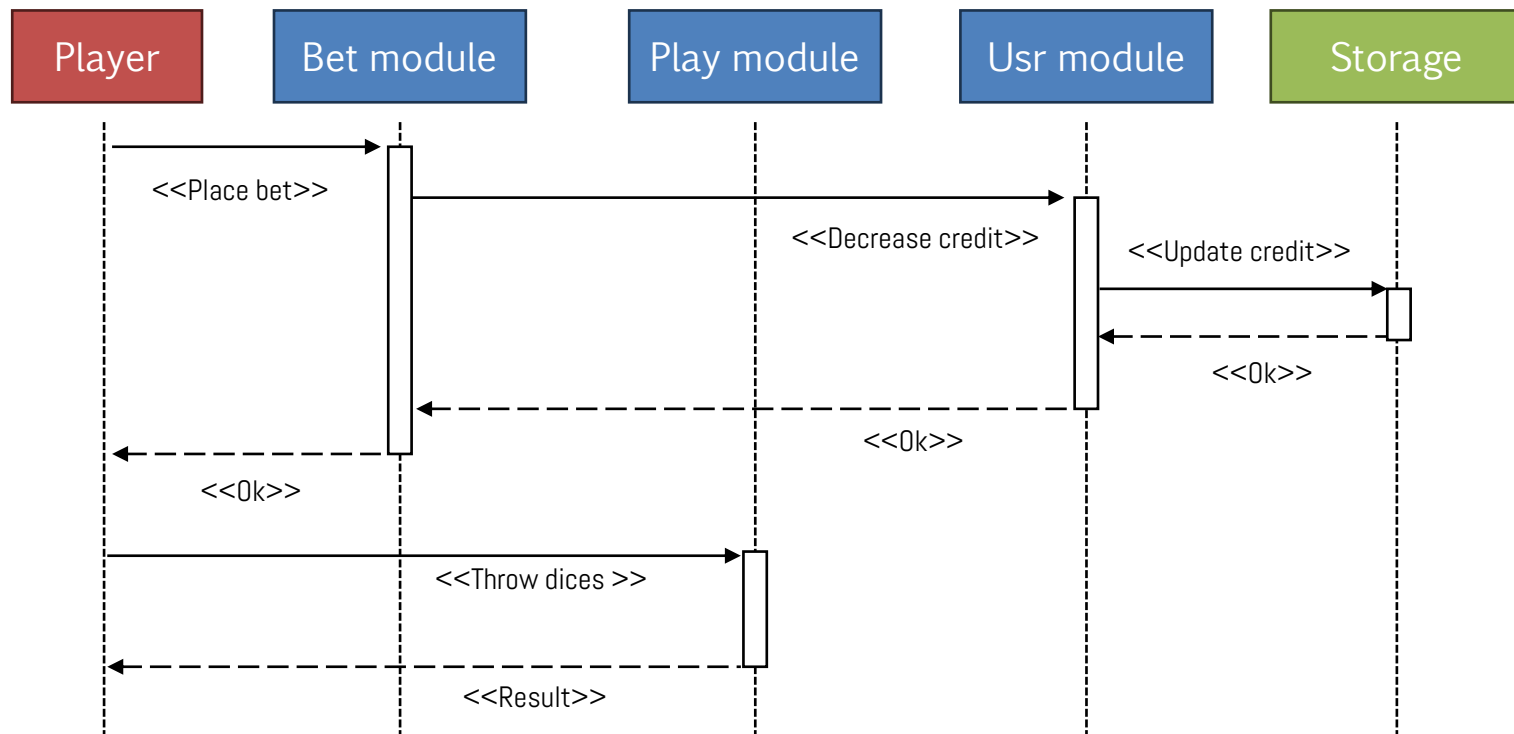 Player
Bet module
Play module
Usr module
Storage
<<Place bet>>
<<Decrease credit>>
<<Update credit>>
<<Ok>>
<<Ok>>
<<Ok>>
<<Throw dices >>
<<Result>>